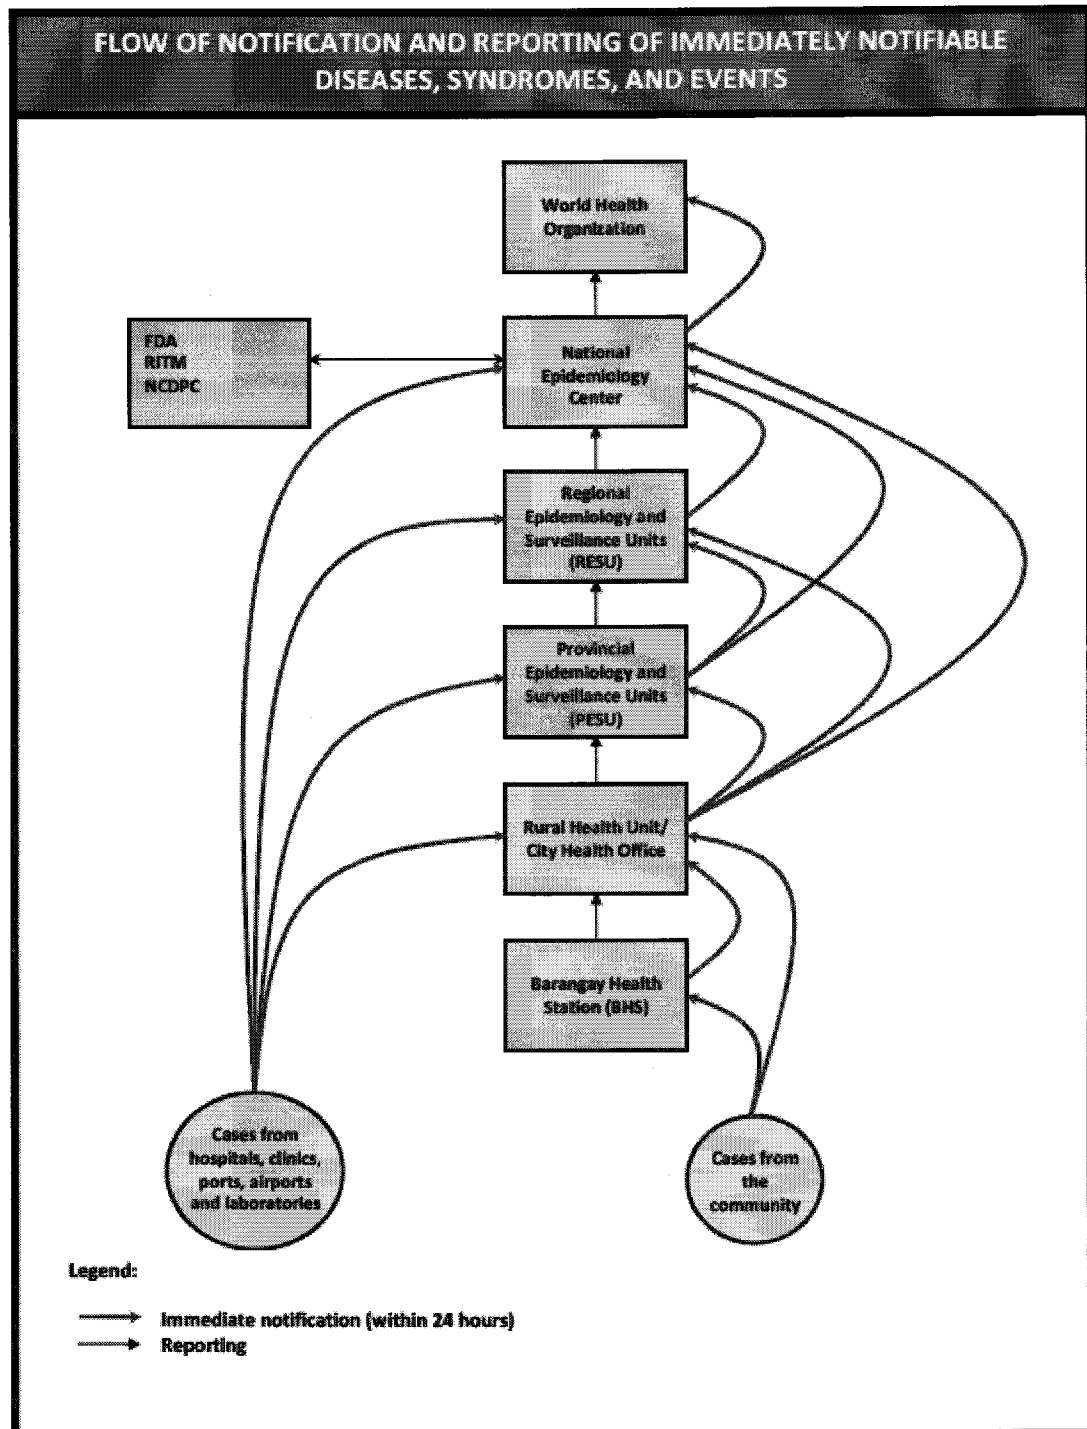 FLOW OF NOTIFICATION AND REPORTING OF IMMEDIATELY NOTIFIABLE
DISEASES, SYNDROMES, AND EVENTS
World Health
Organization
FDA
RITM
NCDPC
National
Epidemiology
Center
Regional
Epidemiology and
Surveillance Units
(RESU)
Provincial
Epidemiology and
Surveillance Units
(PESU)
Rural Health Unit/
City Health Office
Barangay Health
Station (BHS)
Cases from
hospitals, clinics,
ports, airports
and laboratories
Cases from
the
community
Legend:
Immediate notification (within 24 hours)
Reporting